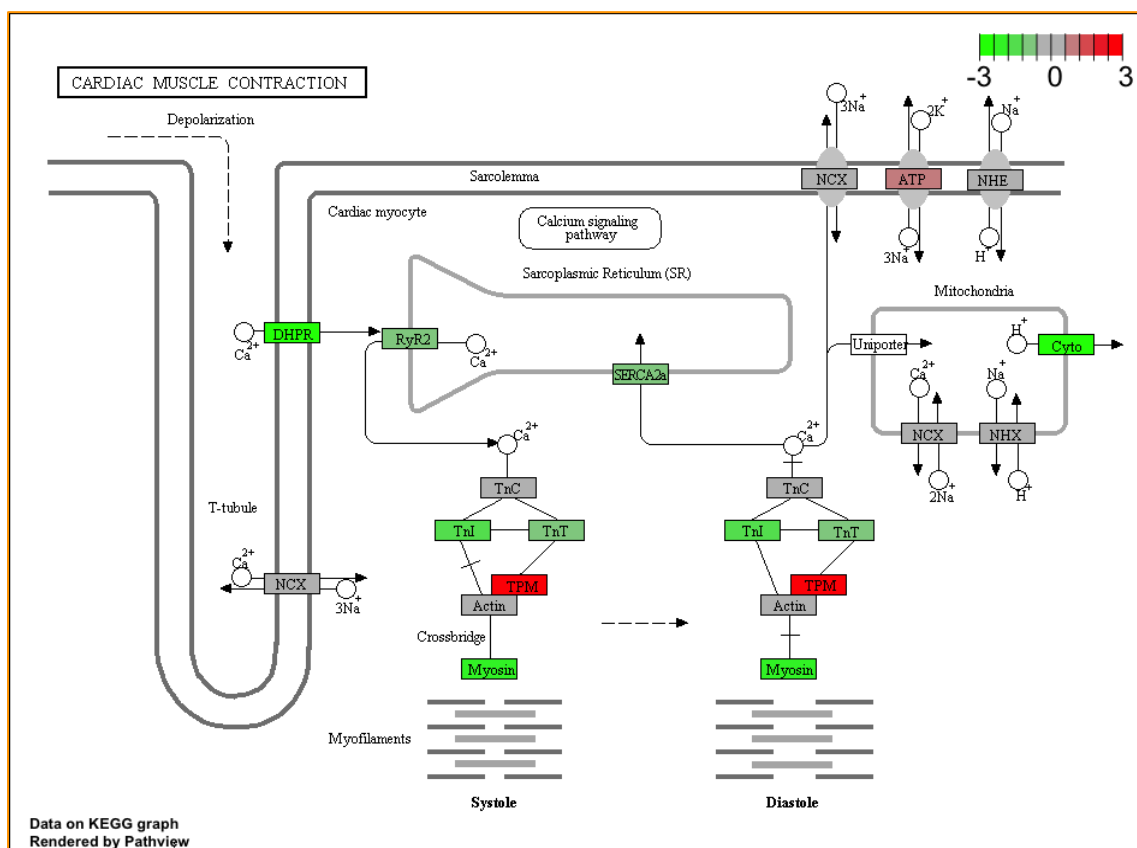 -3 0 3
CARDIAC MUSCLE CONTRACTION
Depolarization
3Na+
2K+
Na+
Sarcolemma
NCX
ATP
NHE
Cardiac myocyte
Calcium signaling
pathway
3Na+
H+
Sarcoplasmic Reticulum (SR)
Mitochondria
DHPR
Ca2+
RyR2
Ca2+
SERCA2a
Uniporter
H+
Cyto
Ca2+
Na+
NCX
NHX
2Na+
H+
Ca2+
Ca2+
TnC
TnC
T-tubule
TnI
TnT
TnI
TnT
Ca2+
NCX
3Na+
TPM
TPM
Actin
Actin
Crossbridge
Myosin
Myosin
Myofilaments
Systole
Diastole
Data on KEGG graph
Rendered by Pathview